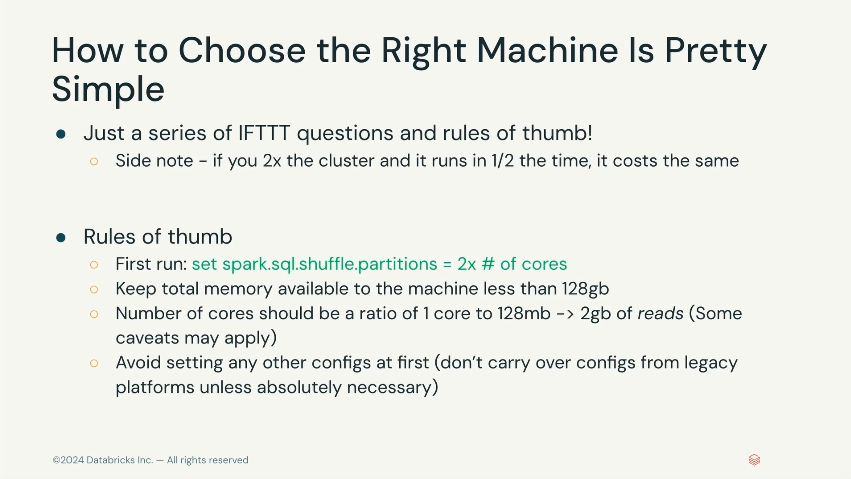 How to Choose the Right Machine Is Pretty
Simple
● Just a series of IFTTT questions and rules of thumb!
○ Side note - if you 2x the cluster and it runs in 1/2 the time, it costs the same
● Rules of thumb
○ First run: set spark.sql.shuffle.partitions = 2x # of cores
○ Keep total memory available to the machine less than 128gb
○ Number of cores should be a ratio of 1 core to 128mb -> 2gb of reads (Some
caveats may apply)
○ Avoid setting any other configs at first (don’t carry over configs from legacy
platforms unless absolutely necessary)
©2024 Databricks Inc. — All rights reserved